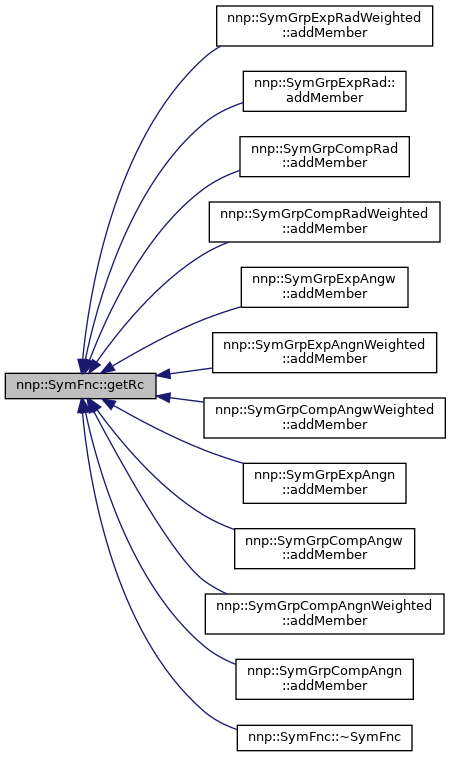 nnp::SymGrpExpRadWeighted
::addMember
nnp::SymGrpExpRad::
addMember
nnp::SymGrpCompRad
::addMember
nnp::SymGrpCompRadWeighted
::addMember
nnp::SymGrpExpAngw
::addMember
nnp::SymGrpExpAngnWeighted
::addMember
nnp::SymFnc::getRc
nnp::SymGrpCompAngwWeighted
::addMember
nnp::SymGrpExpAngn
::addMember
nnp::SymGrpCompAngw
::addMember
nnp::SymGrpCompAngnWeighted
::addMember
nnp::SymGrpCompAngn
::addMember
nnp::SymFnc::~SymFnc